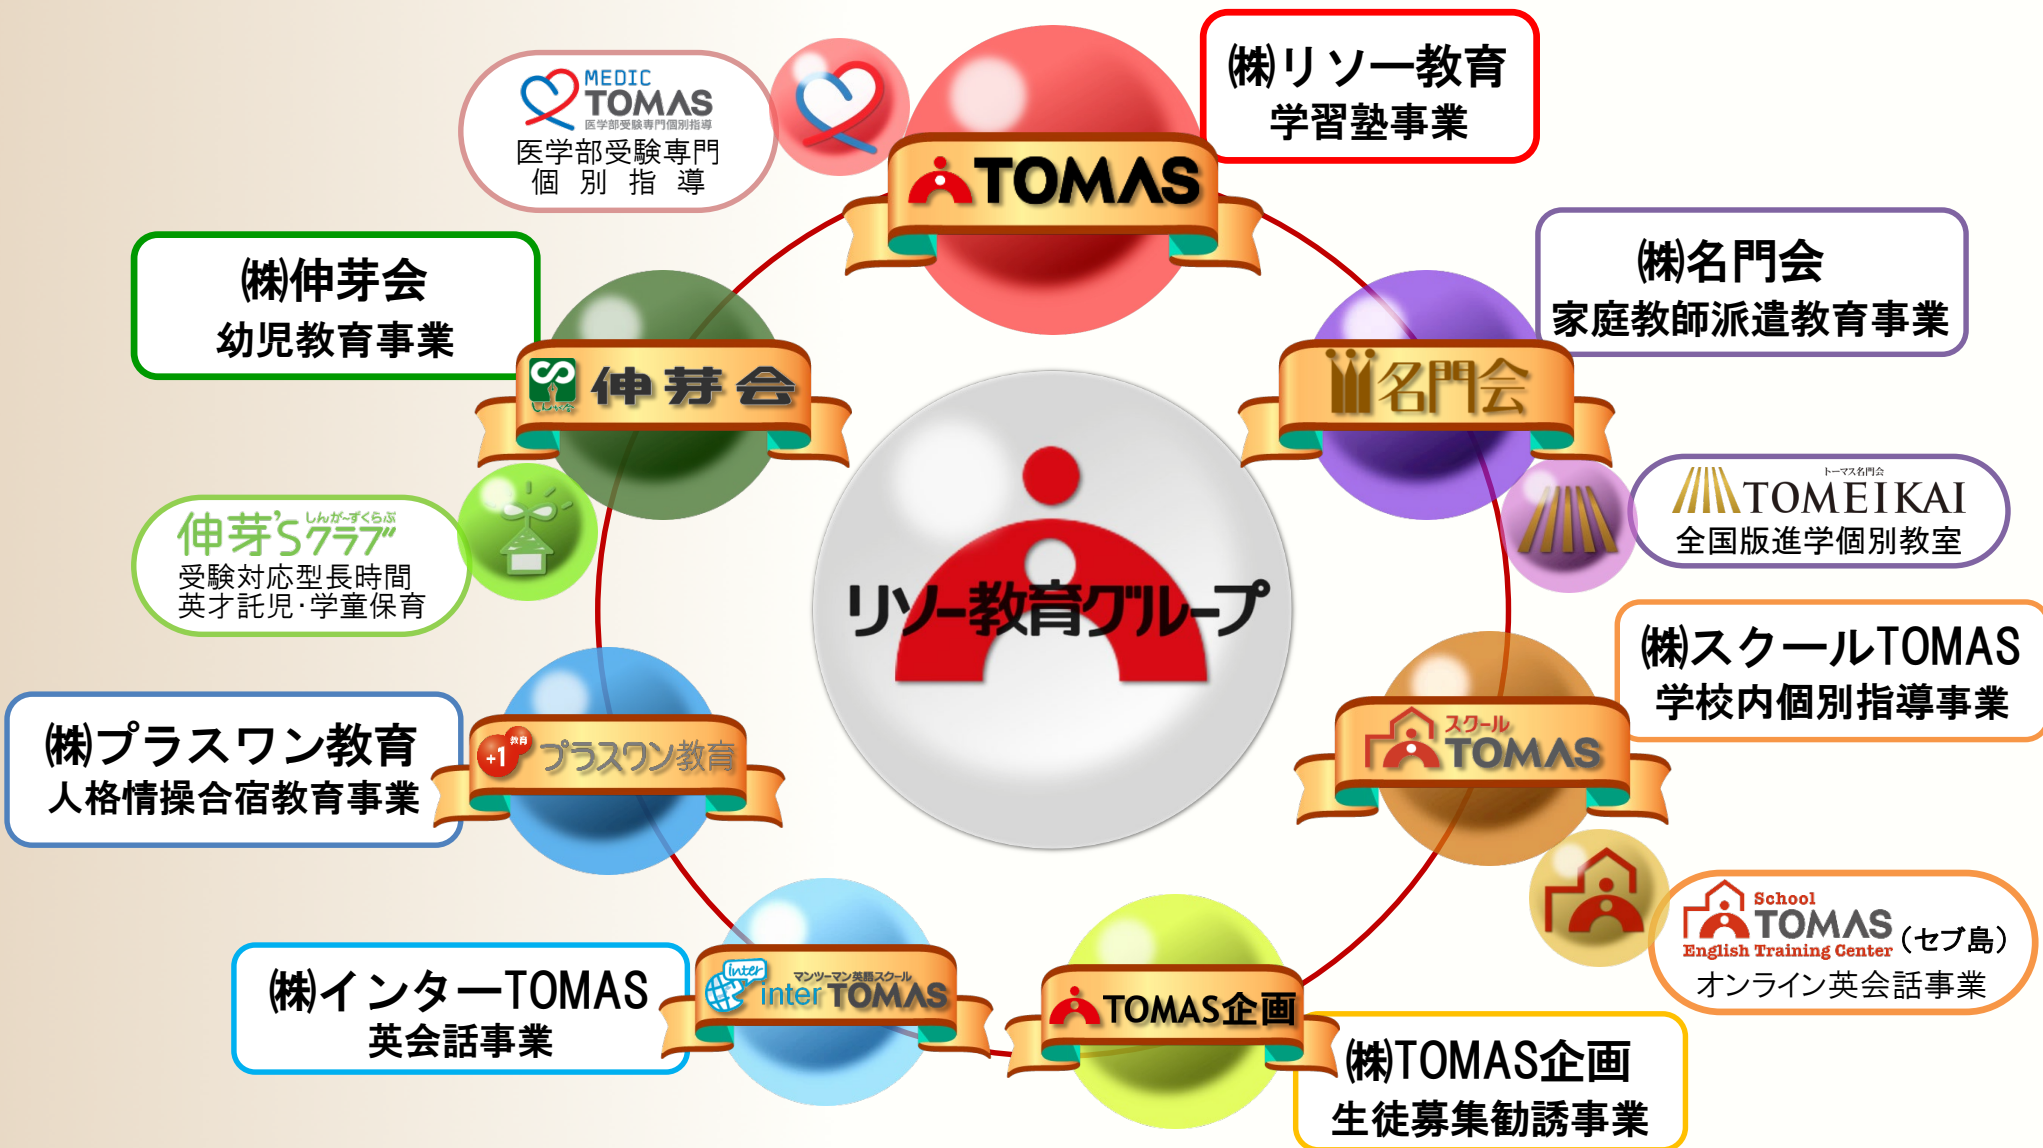 ㈱リソー教育
学習塾事業
TOMAS
MEDIC
TOMAS
医学部受験専門個別指導
医学部受験専門
個別指導
㈱伸芽会
幼児教育事業
しんが会
伸芽会
㈱名門会
家庭教師派遣教育事業
名門会
伸芽'Sクラブ
しんが~ずくらぶ
受験対応型長時間
英才託児・学童保育
トーマス名門会
TOMEIKAI
全国版進学個別教室
リソー教育グループ
㈱プラスワン教育
人格情操合宿教育事業
+1
教育
プラスワン教育
㈱スクールTOMAS
学校内個別指導事業
スクール
TOMAS
School
TOMAS
English Training Center
（セブ島）
オンライン英会話事業
㈱インターTOMAS
英会話事業
inter
マンツーマン英語スクール
inter TOMAS
TOMAS企画
㈱TOMAS企画
生徒募集勧誘事業